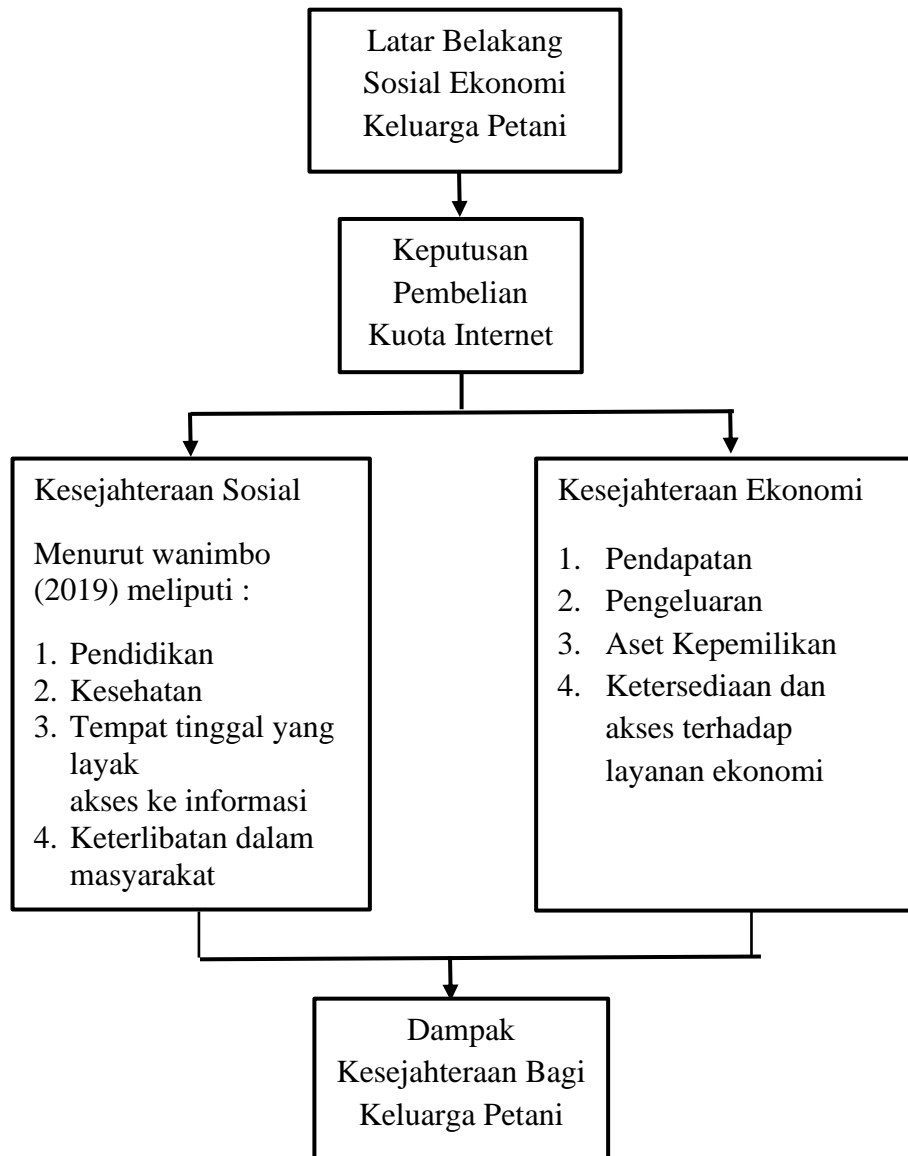 Latar Belakang
Sosial Ekonomi
Keluarga Petani
Keputusan
Pembelian
Kuota Internet
Kesejahteraan Sosial
Menurut wanimbo
(2019) meliputi :
1. Pendidikan
2. Kesehatan
3. Tempat tinggal yang
layak
akses ke informasi
4. Keterlibatan dalam
masyarakat
Kesejahteraan Ekonomi
1. Pendapatan
2. Pengeluaran
3. Aset Kepemilikan
4. Ketersediaan dan
akses terhadap
layanan ekonomi
Dampak
Kesejahteraan Bagi
Keluarga Petani